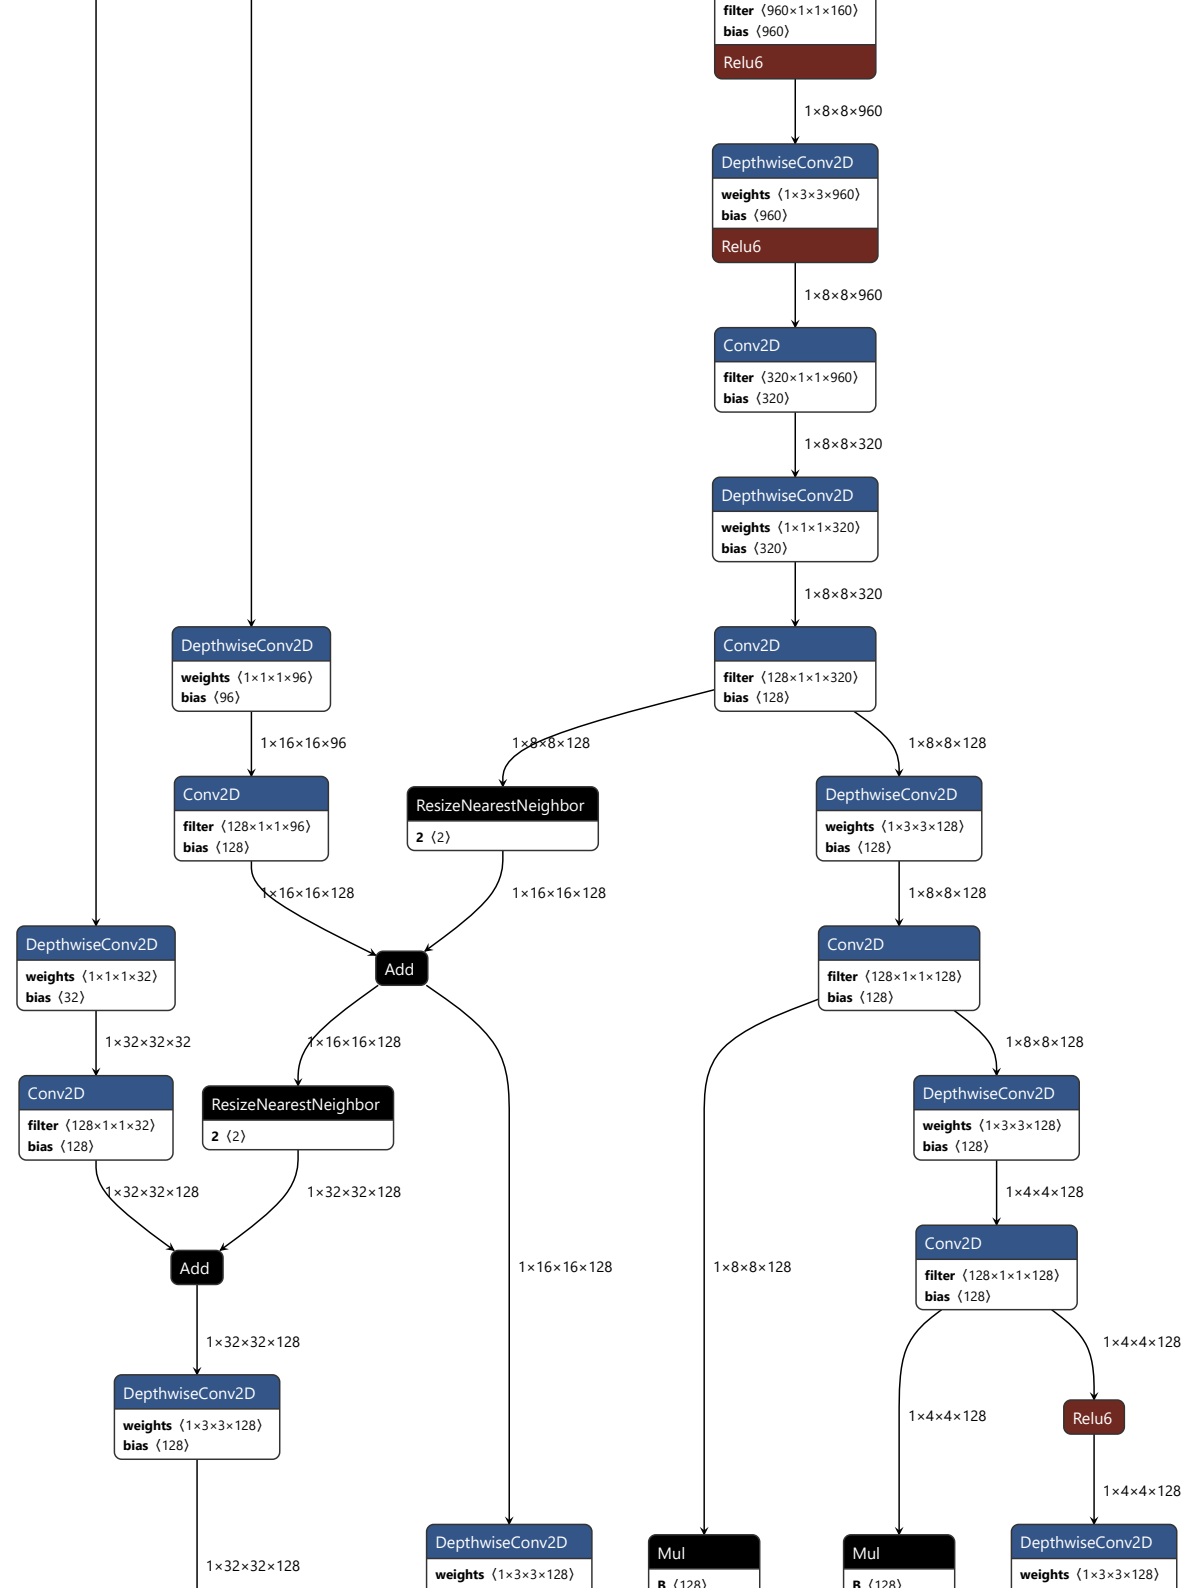 filter ⟨960×1×1×160⟩
bias ⟨960⟩
Relu6
1×8×8×960
DepthwiseConv2D
weights ⟨1×3×3×960⟩
bias ⟨960⟩
Relu6
1×8×8×960
Conv2D
filter ⟨320×1×1×960⟩
bias ⟨320⟩
1×8×8×320
DepthwiseConv2D
weights ⟨1×1×1×320⟩
bias ⟨320⟩
1×8×8×320
DepthwiseConv2D
weights ⟨1×1×1×96⟩
bias ⟨96⟩
Conv2D
filter ⟨128×1×1×320⟩
bias ⟨128⟩
1×16×16×96
1×8×8×128
1×8×8×128
Conv2D
filter ⟨128×1×1×96⟩
bias ⟨128⟩
ResizeNearestNeighbor
2 ⟨2⟩
DepthwiseConv2D
weights ⟨1×3×3×128⟩
bias ⟨128⟩
1×16×16×128
1×16×16×128
1×8×8×128
DepthwiseConv2D
weights ⟨1×1×1×32⟩
bias ⟨32⟩
Add
Conv2D
filter ⟨128×1×1×128⟩
bias ⟨128⟩
1×32×32×32
1×16×16×128
1×8×8×128
Conv2D
filter ⟨128×1×1×32⟩
bias ⟨128⟩
ResizeNearestNeighbor
2 ⟨2⟩
DepthwiseConv2D
weights ⟨1×3×3×128⟩
bias ⟨128⟩
1×32×32×128
1×32×32×128
1×4×4×128
Add
1×16×16×128
1×8×8×128
Conv2D
filter ⟨128×1×1×128⟩
bias ⟨128⟩
1×32×32×128
1×4×4×128
DepthwiseConv2D
weights ⟨1×3×3×128⟩
bias ⟨128⟩
1×4×4×128
Relu6
1×4×4×128
1×32×32×128
DepthwiseConv2D
weights ⟨1×3×3×128⟩
Mul
B ⟨128⟩
Mul
B ⟨128⟩
DepthwiseConv2D
weights ⟨1×3×3×128⟩